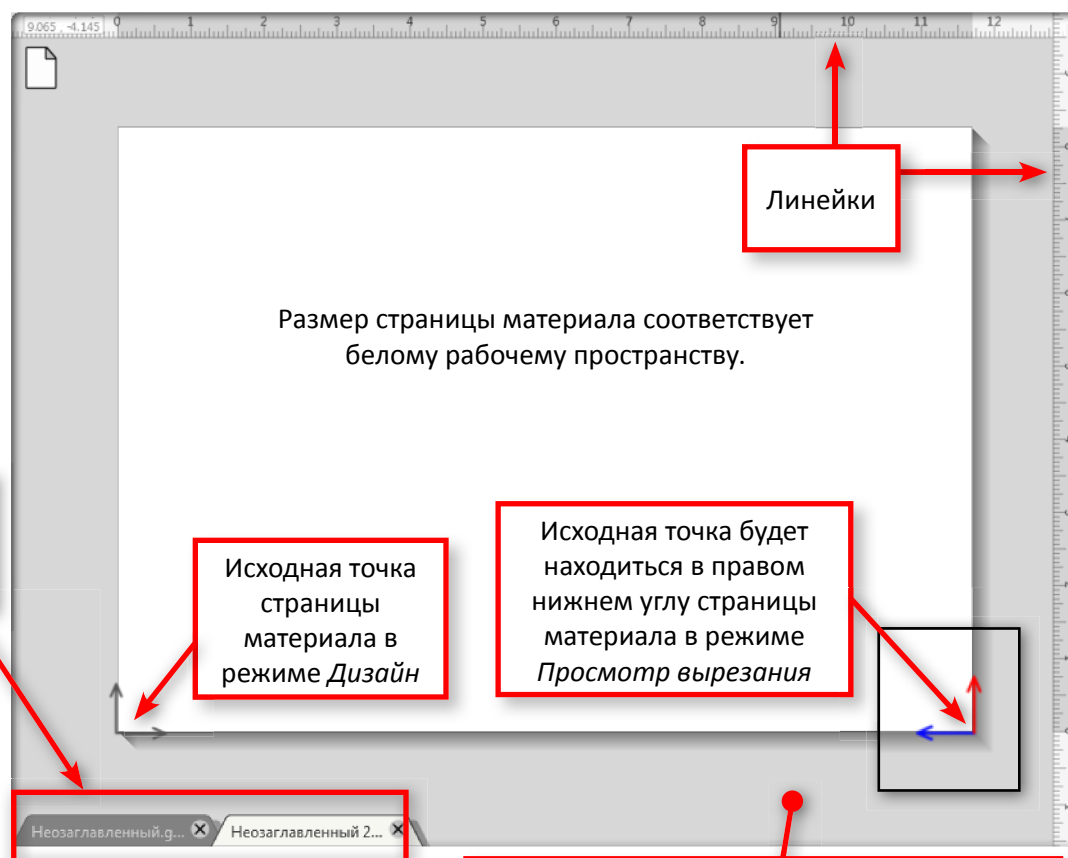 9.065 , -4.145
0 1 2 3 4 5 6 7 8 9 10 11 12
Линейки
Размер страницы материала соответствует
белому рабочему пространству.
Исходная точка
страницы
материала в
режиме Дизайн
Исходная точка будет
находиться в правом
нижнем углу страницы
материала в режиме
Просмотр вырезания
Неозаглавленный.g... Неозаглавленный 2...